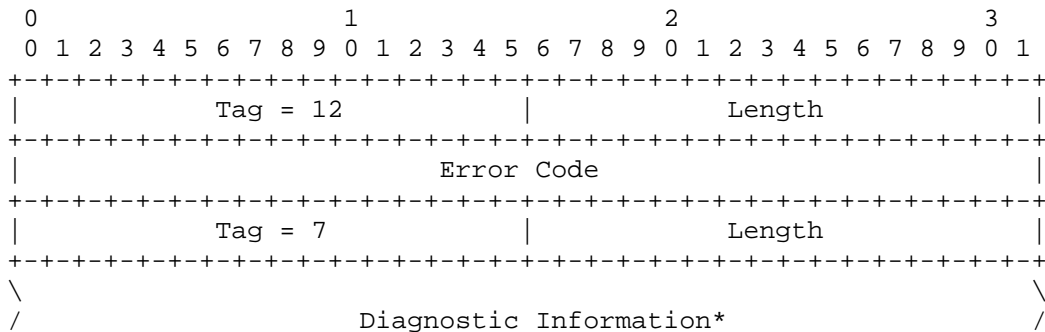 0                   1                   2                   3
 0 1 2 3 4 5 6 7 8 9 0 1 2 3 4 5 6 7 8 9 0 1 2 3 4 5 6 7 8 9 0 1
+-+-+-+-+-+-+-+-+-+-+-+-+-+-+-+-+-+-+-+-+-+-+-+-+-+-+-+-+-+-+-+-+
|            Tag = 12           |            Length             |
+-+-+-+-+-+-+-+-+-+-+-+-+-+-+-+-+-+-+-+-+-+-+-+-+-+-+-+-+-+-+-+-+
|                          Error Code                           |
+-+-+-+-+-+-+-+-+-+-+-+-+-+-+-+-+-+-+-+-+-+-+-+-+-+-+-+-+-+-+-+-+
|            Tag = 7            |            Length             |
+-+-+-+-+-+-+-+-+-+-+-+-+-+-+-+-+-+-+-+-+-+-+-+-+-+-+-+-+-+-+-+-+
\                                                               \
/                     Diagnostic Information*                   /